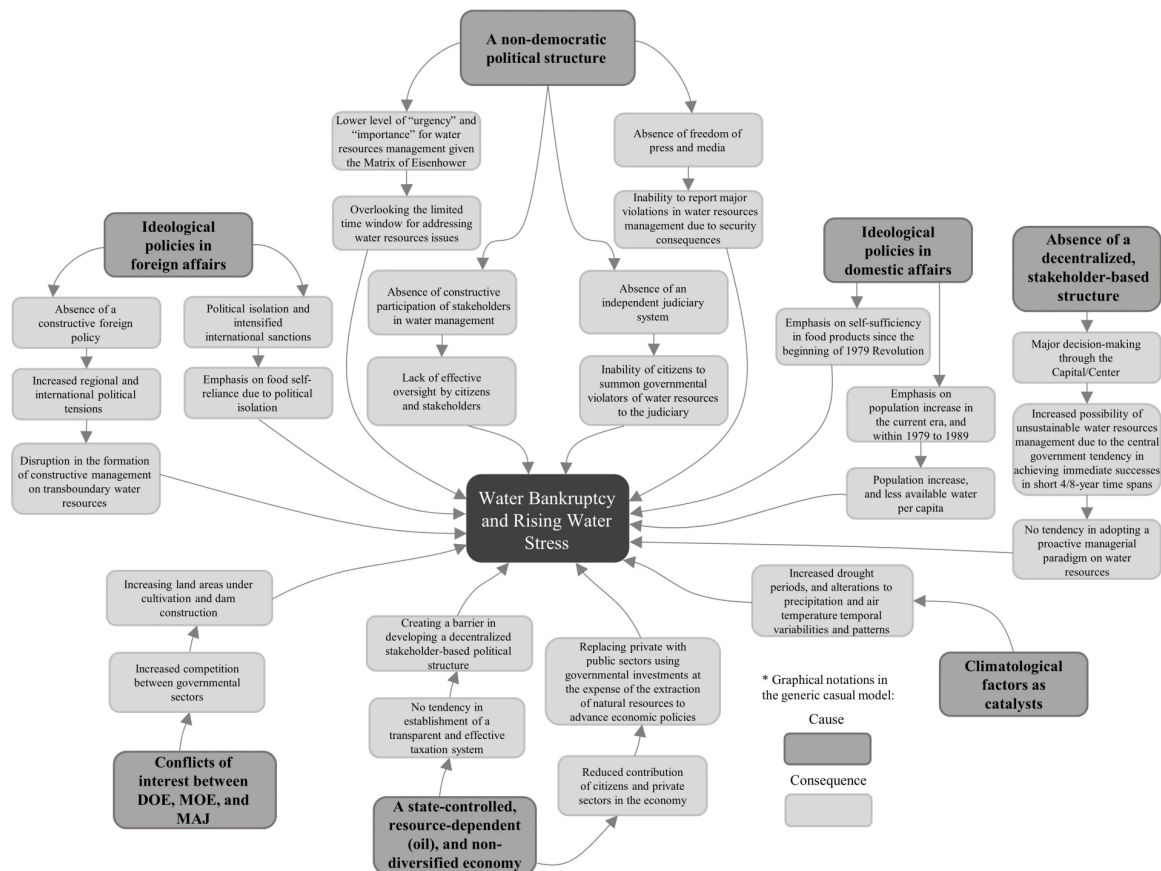 A non-democratic
political structure
Lower level of “urgency” and
“importance” for water
resources management given
the Matrix of Eisenhower
Absence of freedom of
press and media
Overlooking the limited
time window for addressing
water resources issues
Inability to report major
violations in water resources
management due to security
consequences
Ideological
policies in
foreign affairs
Ideological
policies in
domestic affairs
Absence of a
decentralized,
stakeholder-based
structure
Absence of a
constructive foreign
policy
Political isolation and
intensified
international sanctions
Absence of constructive
participation of stakeholders
in water management
Absence of an
independent judiciary
system
Emphasis on self-sufficiency
in food products since the
beginning of 1979 Revolution
Major decision-making
through the
Capital/Center
Increased regional and
international political
tensions
Emphasis on food self-
reliance due to political
isolation
Lack of effective
oversight by citizens
and stakeholders
Inability of citizens to
summon governmental
violators of water resources
to the judiciary
Emphasis on
population increase in
the current era, and
within 1979 to 1989
Increased possibility of
unsustainable water resources
management due to the central
government tendency in
achieving immediate successes
in short 4/8-year time spans
Disruption in the formation
of constructive management
on transboundary water
resources
Water Bankruptcy
and Rising Water
Stress
Population increase,
and less available water
per capita
No tendency in adopting a
proactive managerial
paradigm on water
resources
Increasing land areas under
cultivation and dam
construction
Increased drought
periods, and alterations to
precipitation and air
temperature temporal
variabilities and patterns
Creating a barrier in
developing a decentralized
stakeholder-based political
structure
Replacing private with
public sectors using
governmental investments at
the expense of the extraction
of natural resources to
advance economic policies
Increased competition
between governmental
sectors
Climatological
factors as
catalysts
* Graphical notations in
the generic casual model:
Cause
Consequence
No tendency in
establishment of a
transparent and effective
taxation system
Conflicts of
interest between
DOE, MOE, and
MAJ
Reduced contribution
of citizens and private
sectors in the economy
A state-controlled,
resource-dependent
(oil), and non-
diversified economy